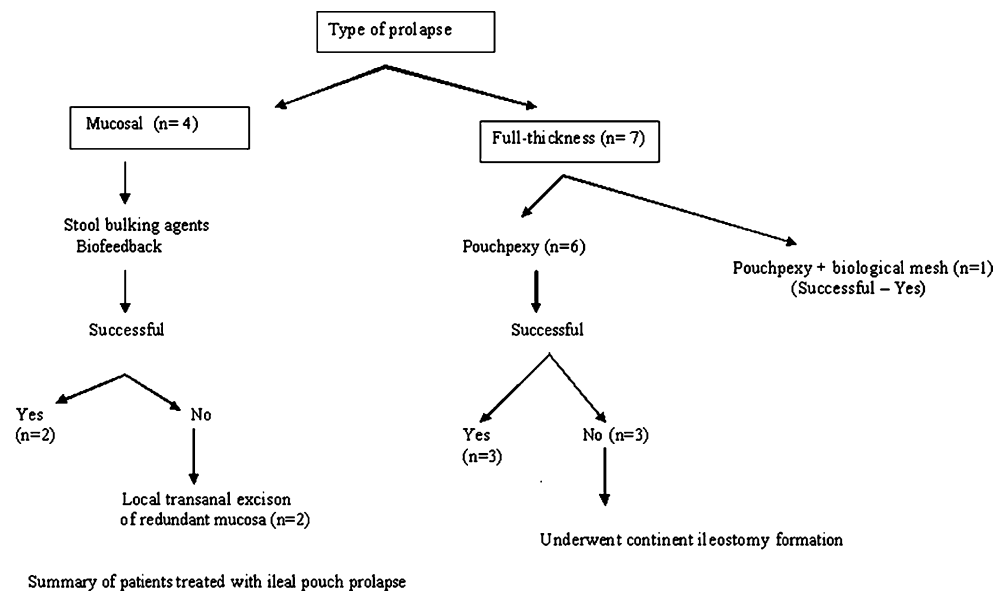 Type of prolapse
Mucosal (n= 4)
Full-thickness (n= 7)
Stool bulking agents
Biofeedback
Pouchpexy (n=6)
Pouchpexy + biological mesh (n=1)
(Successful – Yes)
Successful
Successful
Yes
(n=2)
No
Yes
(n=3)
No (n=3)
Local transanal excison
of redundant mucosa (n=2)
Underwent continent ileostomy formation
Summary of patients treated with ileal pouch prolapse